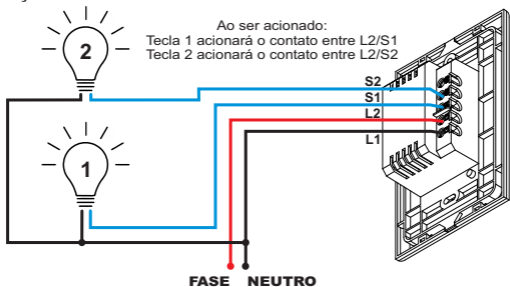 Ao ser acionado:
Tecla 1 acionará o contato entre L2/S1
Tecla 2 acionará o contato entre L2/S2
2
S2
S1
L2
L1
1
FASE NEUTRO